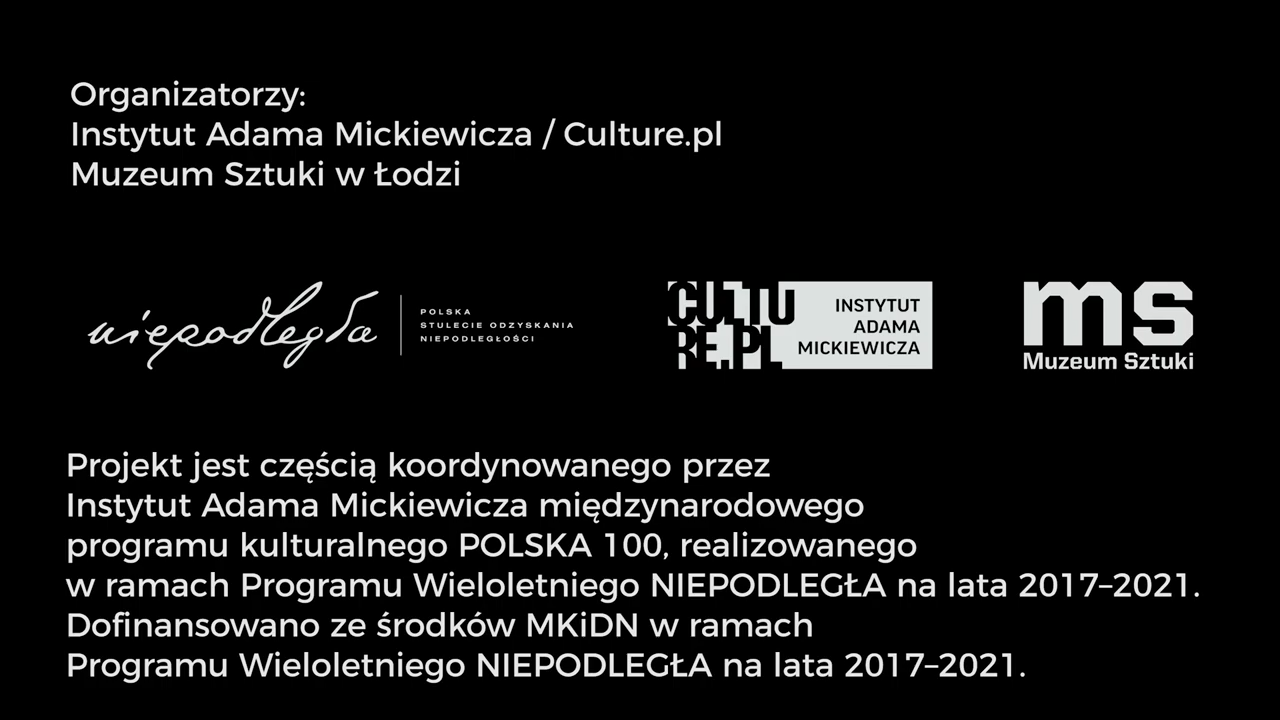 Organizatorzy:
Instytut Adama Mickiewicza / Culture.pl
Muzeum Sztuki w Łodzi
niepodległa
POLSKA
STULECIE ODZYSKANIA
NIEPODLEGŁOŚCI
CULTU
RE.PL
INSTYTUT
ADAMA
MICKIEWICZA
ms
Muzeum Sztuki
Projekt jest częścią koordynowanego przez
Instytut Adama Mickiewicza międzynarodowego
programu kulturalnego POLSKA 100, realizowanego
w ramach Programu Wieloletniego NIEPODLEGŁA na lata 2017–2021.
Dofinansowano ze środków MKiDN w ramach
Programu Wieloletniego NIEPODLEGŁA na lata 2017–2021.